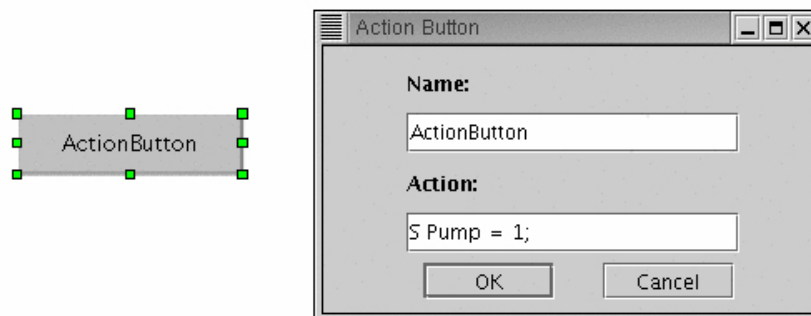 ActionButton
Action Button
Name:
ActionButton
Action:
S Pump = 1;
OK
Cancel